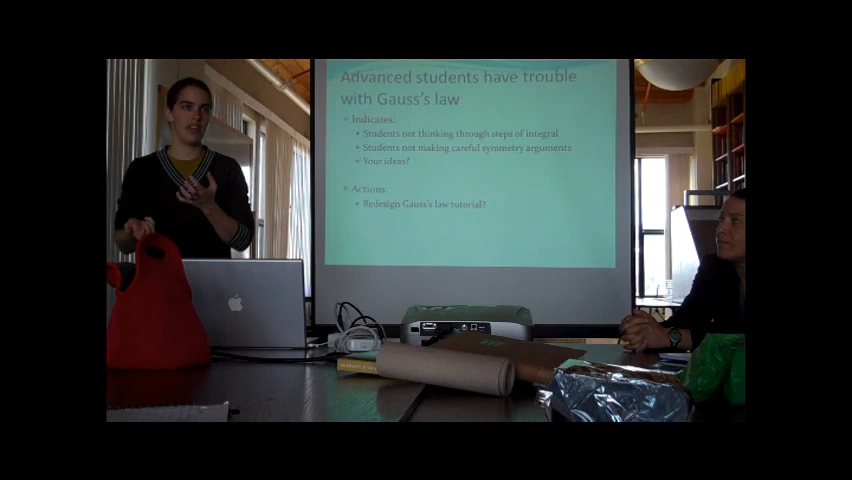 Advanced students have trouble
with Gauss's law
Indicates:
Students not thinking through steps of integral
Students not making careful symmetry arguments
Your ideas?
Actions:
Redesign Gauss's law tutorial?